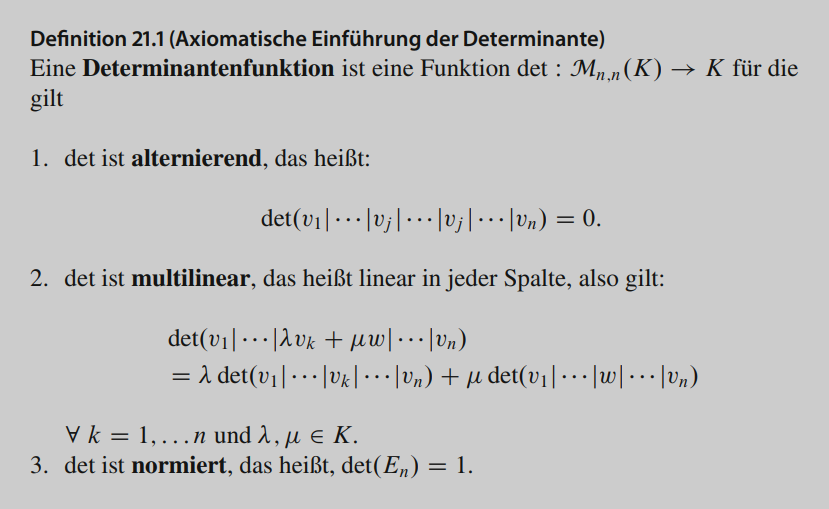 Definition 21.1 (Axiomatische Einführung der Determinante)
Eine Determinantenfunktion ist eine Funktion det : ℳn,n(K) → K für die
gilt
1. det ist alternierend, das heißt:
det(v₁| · · · |vⱼ| · · · |vⱼ| · · · |vₙ) = 0.
2. det ist multilinear, das heißt linear in jeder Spalte, also gilt:
det(v₁| · · · |λvₖ + μw| · · · |vₙ)
= λ det(v₁| · · · |vₖ| · · · |vₙ) + μ det(v₁| · · · |w| · · · |vₙ)
∀ k = 1, . . . n und λ, μ ∈ K.
3. det ist normiert, das heißt, det(Eₙ) = 1.